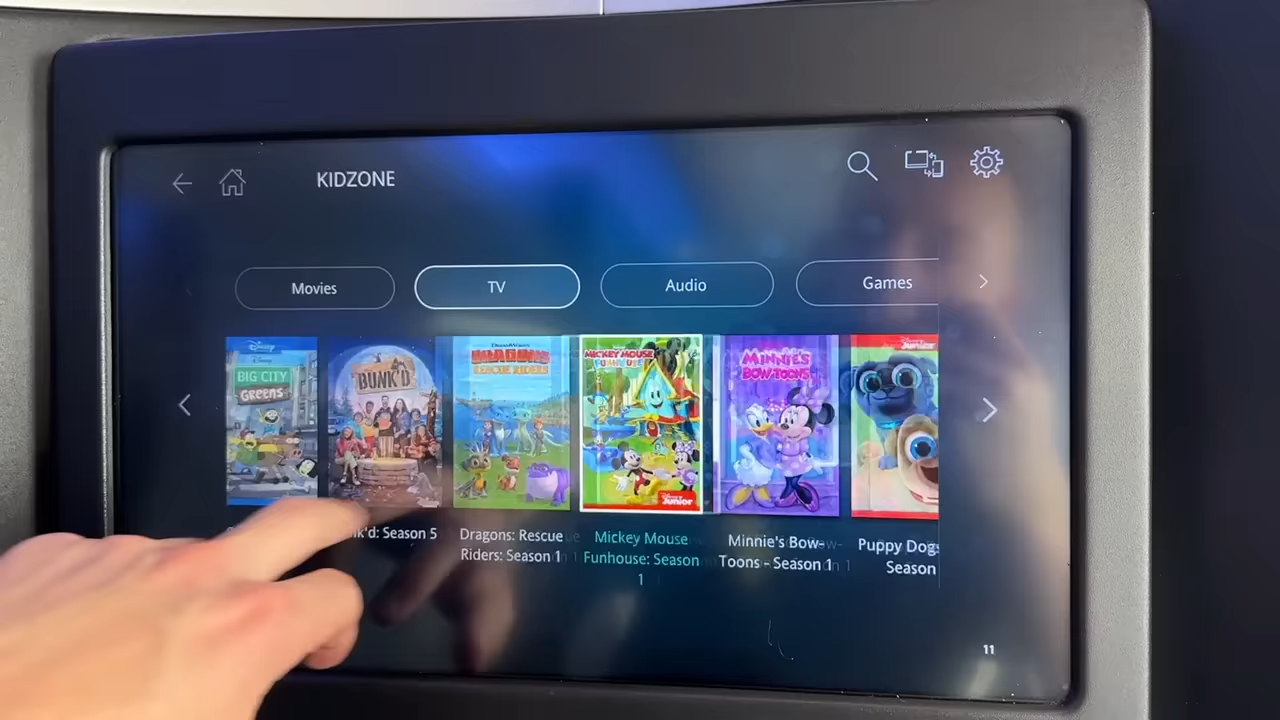 KIDZONE
Movies
TV
Audio
Games
Disney
BIG CITY
GREENS
BUNK'D
DRAGONS
RESCUE RIDERS
MICKEY MOUSE
FUNHOUSE
Disney
Junior
MINNIE'S
BOW-TOONS
Junior
k'd: Season 5
Dragons: Rescue
Riders: Season 1
Mickey Mouse
Funhouse: Season
1
Minnie's Bow-
Toons - Season 1
Puppy Dogs
Season
11